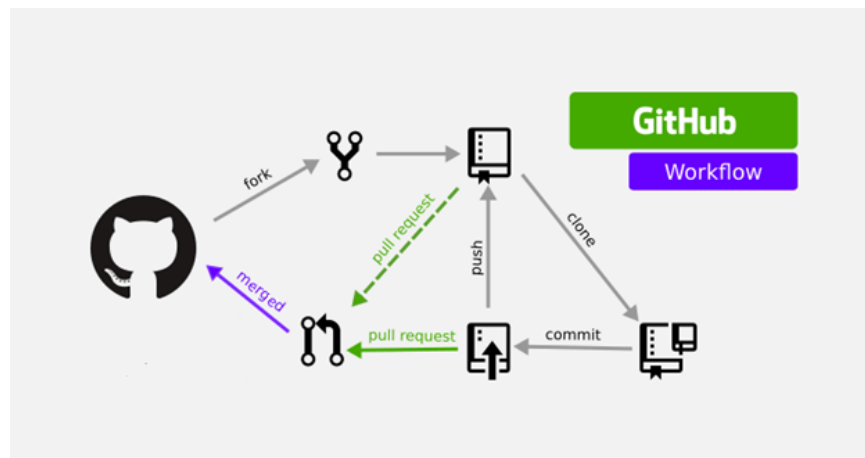 GitHub
Workflow
fork
clone
pull request
push
merged
pull request
commit